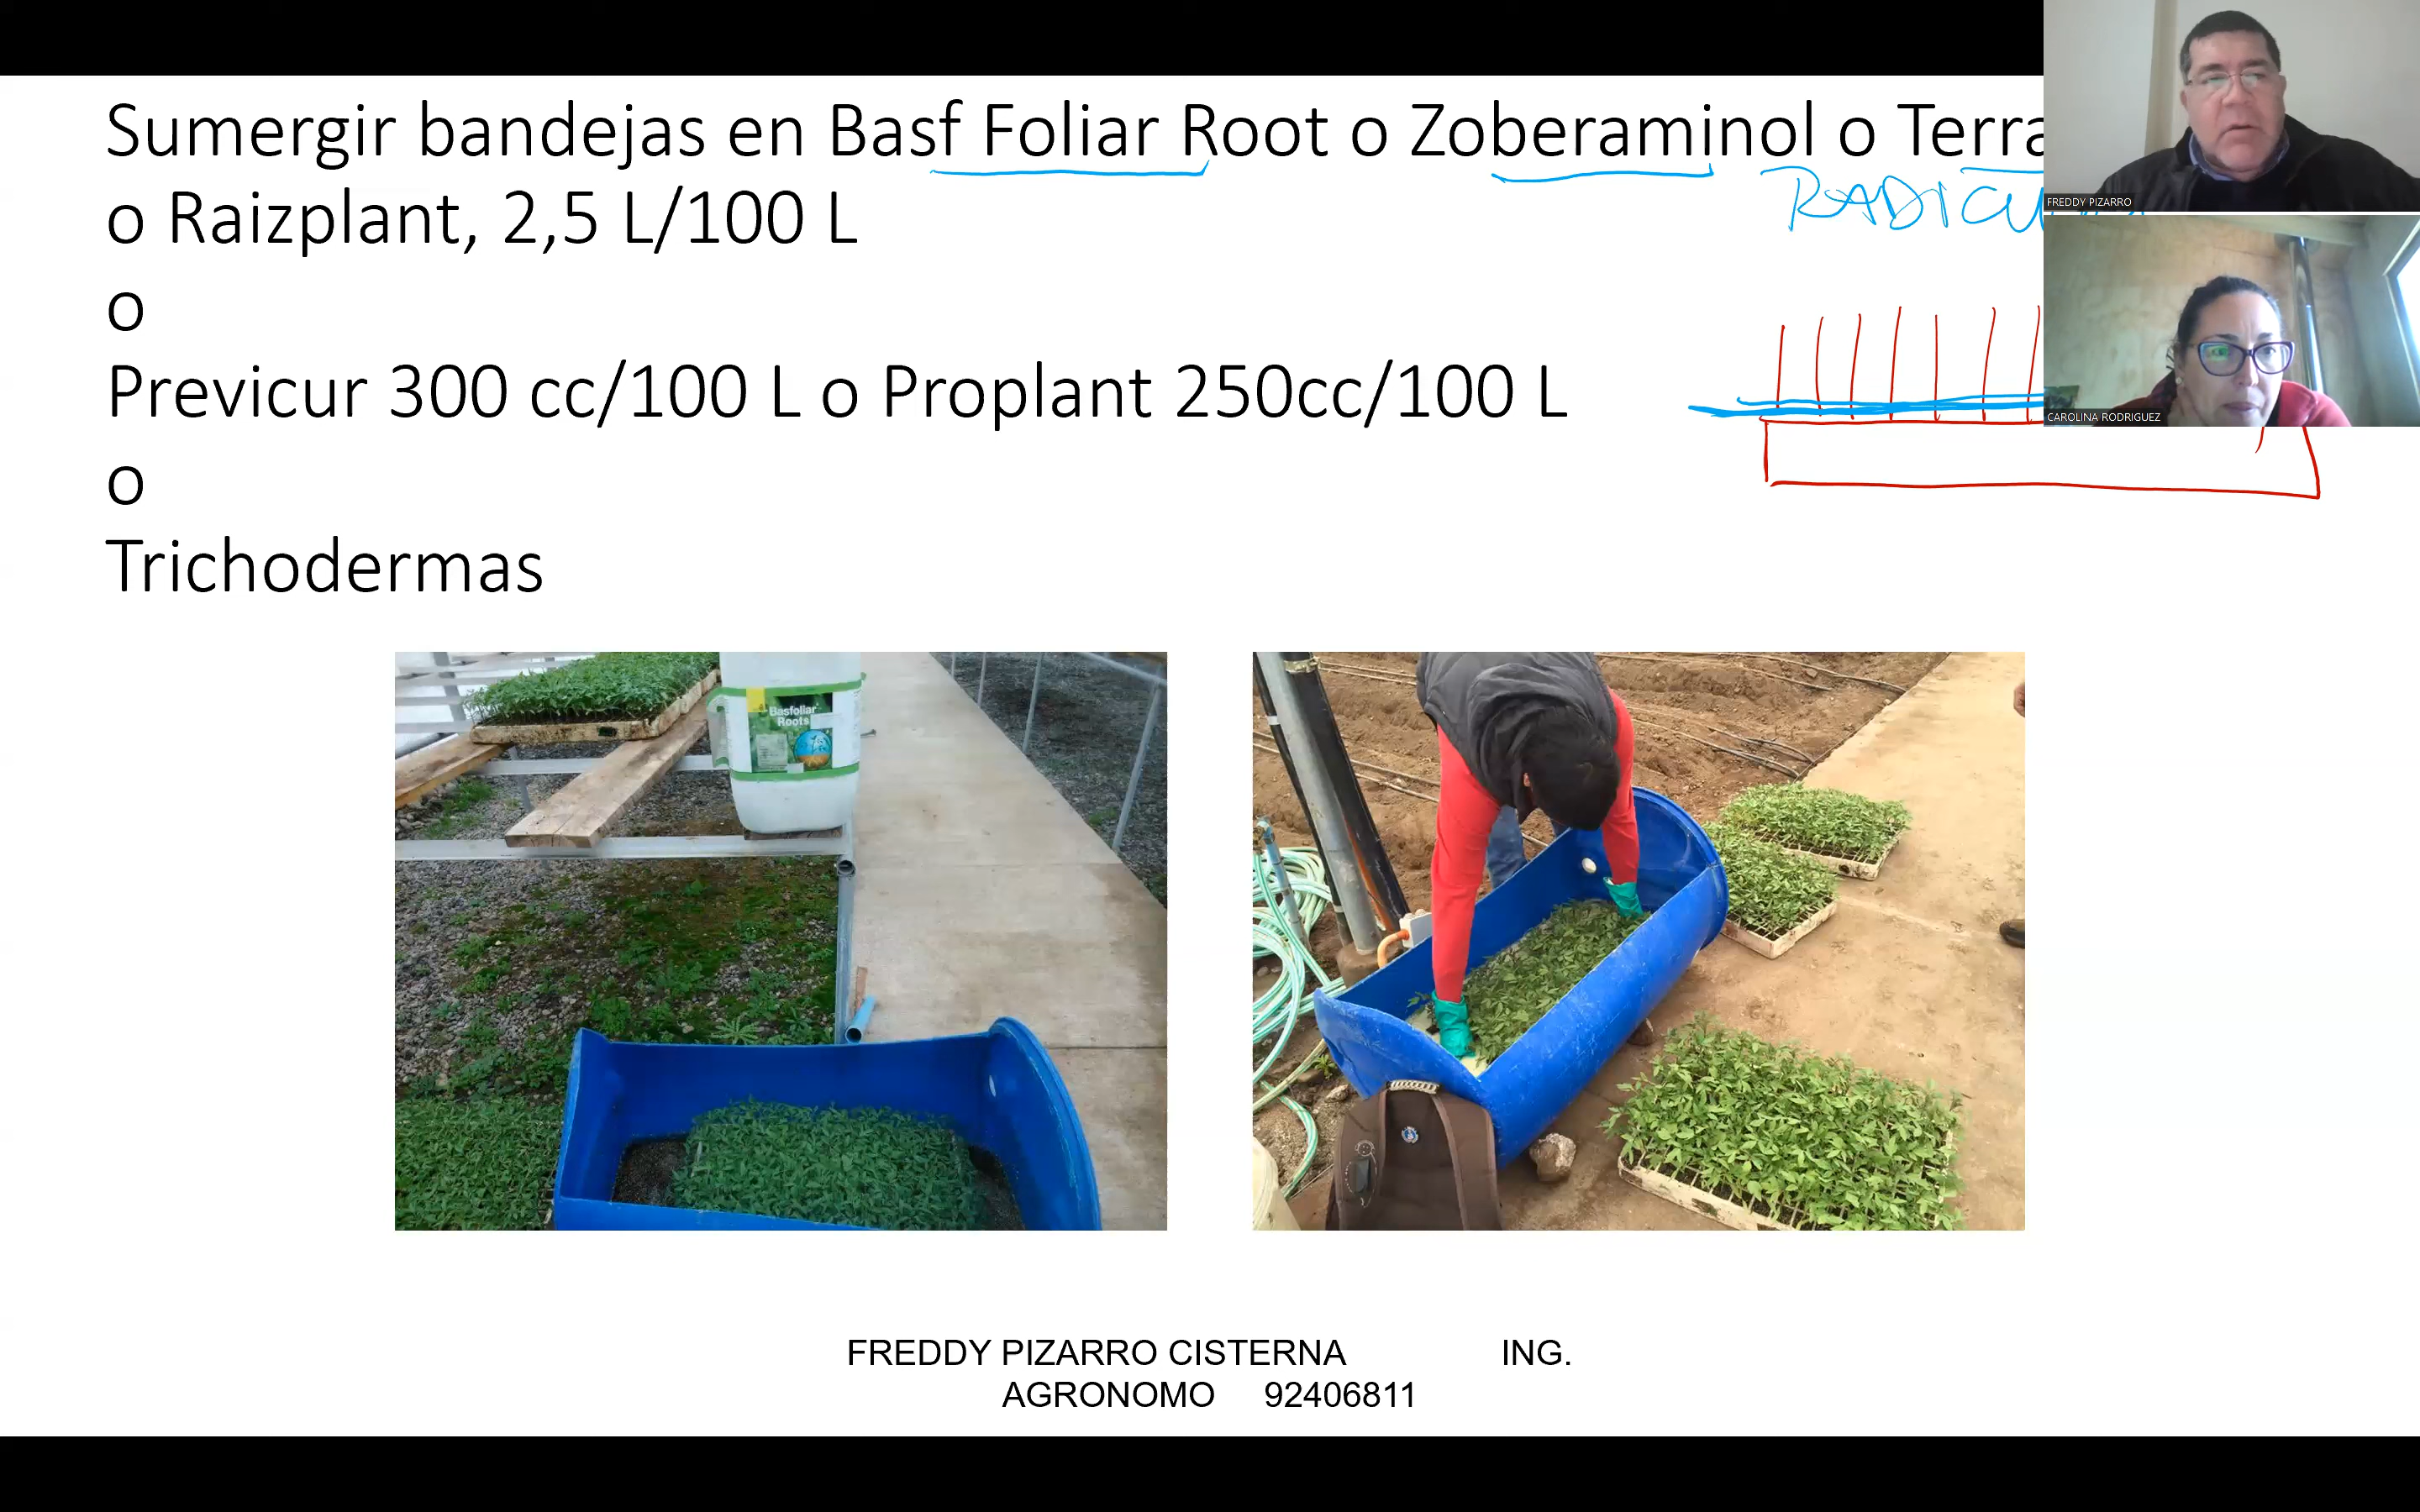 Sumergir bandejas en Basf Foliar Root o Zoberaminol o Terra
o Raizplant, 2,5 L/100 L
o
Previcur 300 cc/100 L o Proplant 250cc/100 L
o
Trichodermas
FREDDY PIZARRO
CAROLINA RODRIGUEZ
Basfoliar
Roots
FREDDY PIZARRO CISTERNA ING.
AGRONOMO 92406811